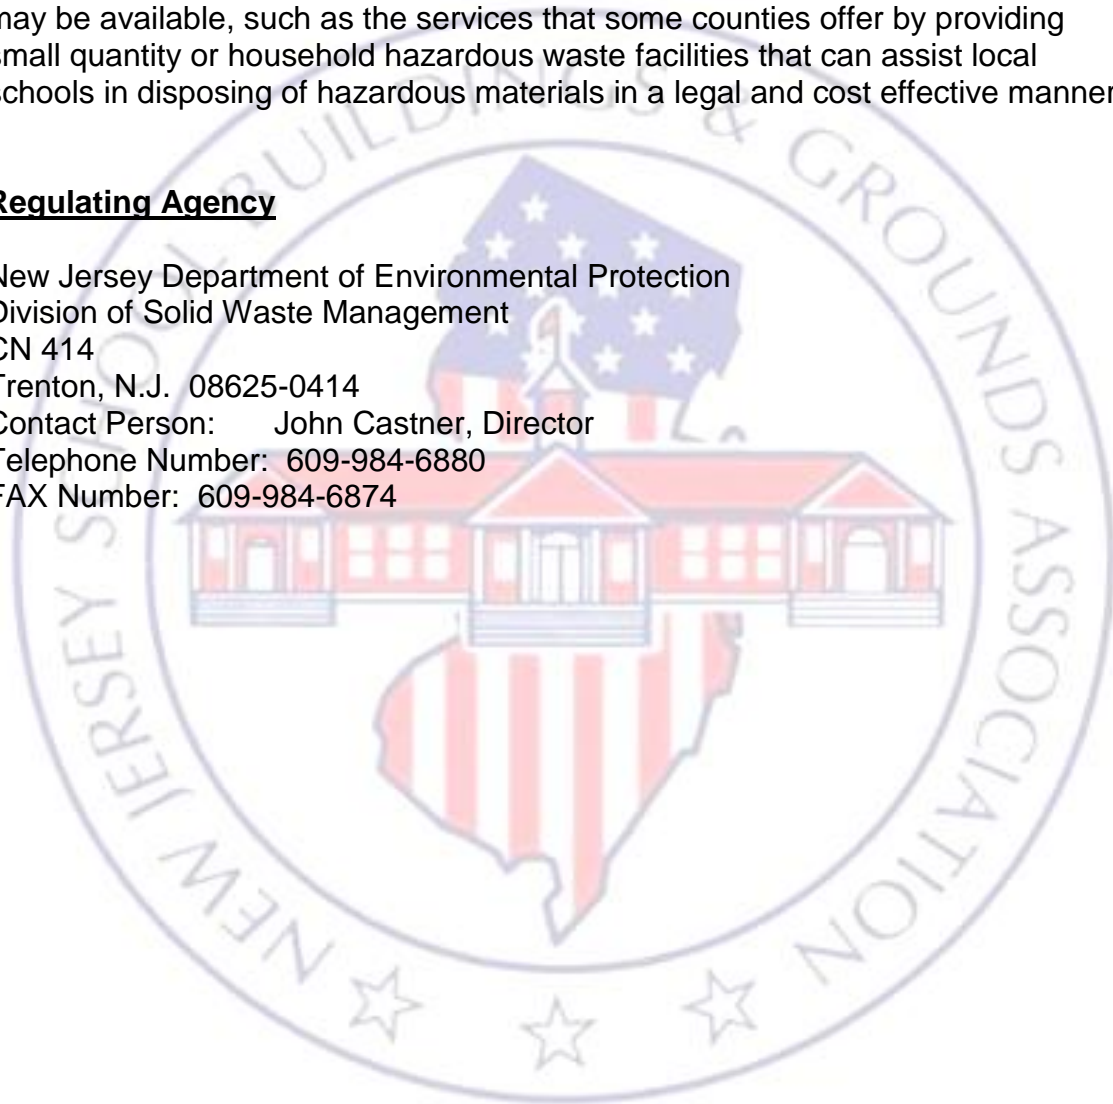 may be available, such as the services that some counties offer by providing
small quantity or household hazardous waste facilities that can assist local
schools in disposing of hazardous materials in a legal and cost effective manner
Regulating Agency
New Jersey Department of Environmental Protection
Division of Solid Waste Management
CN 414
Trenton, N.J.  08625-0414
Contact Person:       John Castner, Director
Telephone Number:  609-984-6880
FAX Number:  609-984-6874
NEW JERSEY SCHOOL BUILDINGS & GROUNDS ASSOCIATION